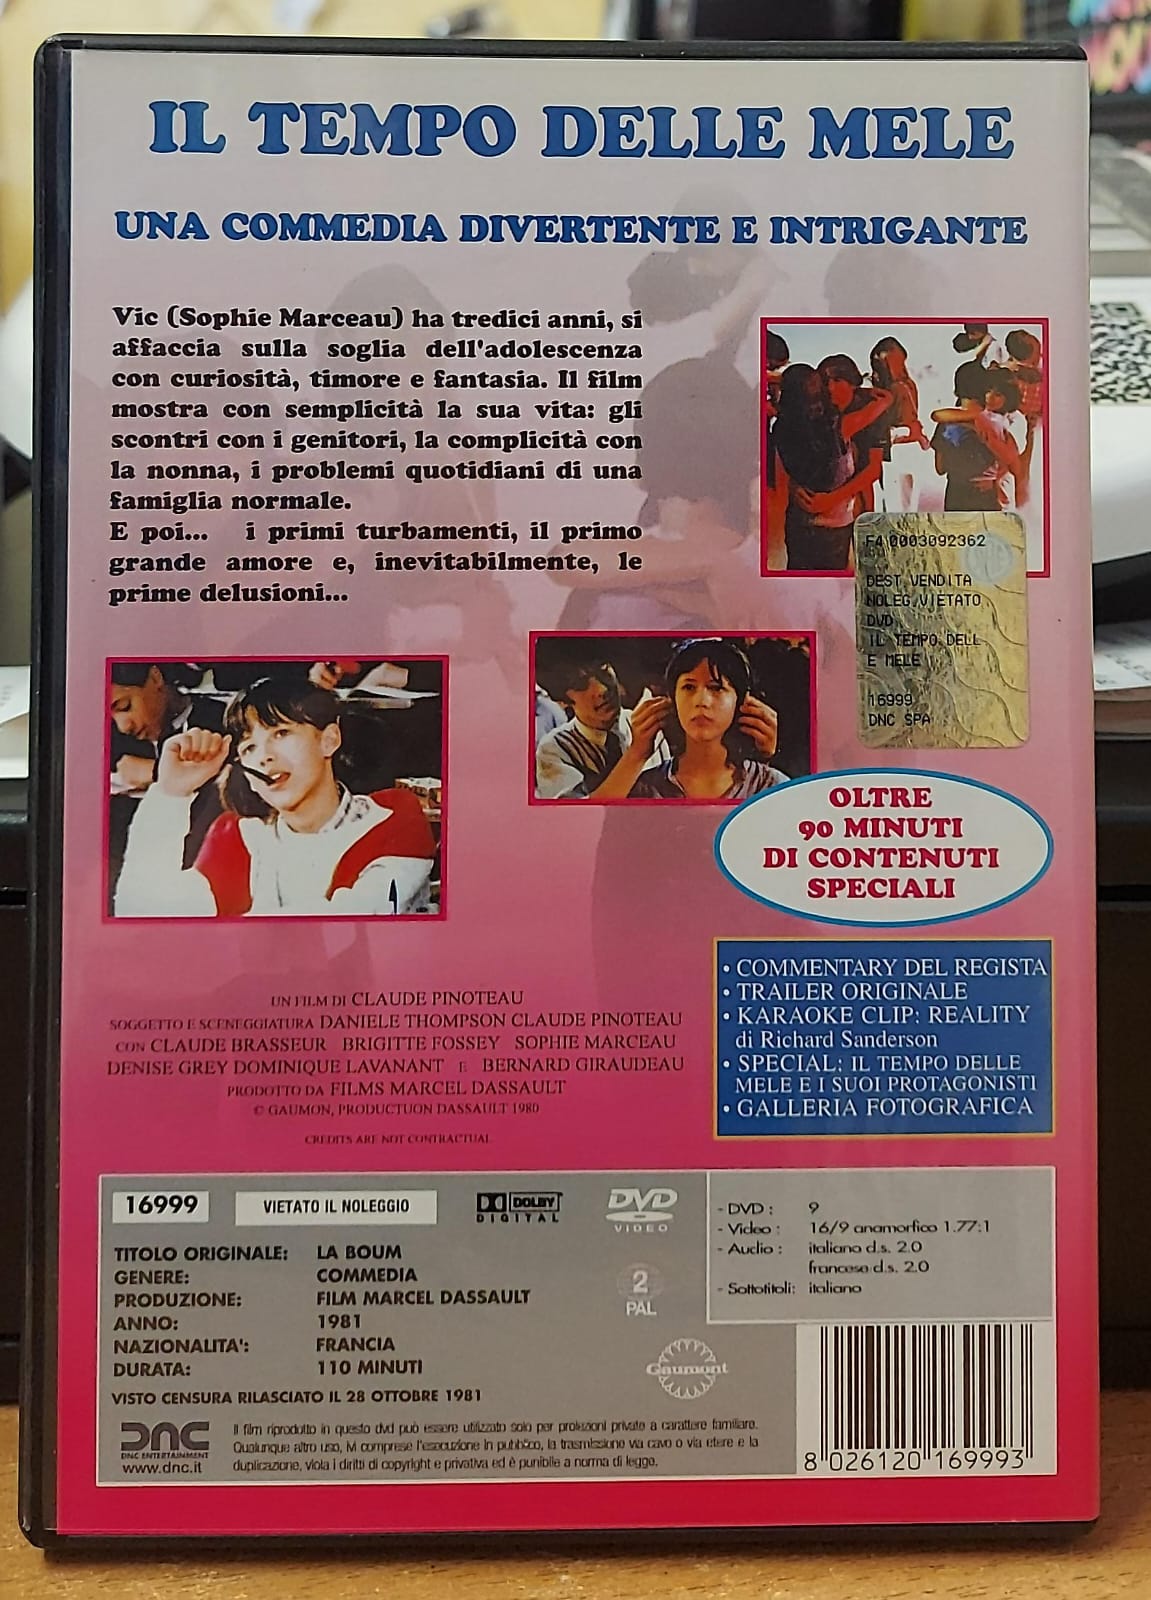 IL TEMPO DELLE MELE
UNA COMMEDIA DIVERTENTE E INTRIGANTE
Vic (Sophie Marceau) ha tredici anni, si
affaccia sulla soglia dell'adolescenza
con curiosità, timore e fantasia. Il film
mostra con semplicità la sua vita: gli
scontri con i genitori, la complicità con
la nonna, i problemi quotidiani di una
famiglia normale.
E poi... i primi turbamenti, il primo
grande amore e, inevitabilmente, le
prime delusioni...
F4 0003092362
DEST VENDITA
NOLEG.VIETATO
DVD
IL TEMPO DELL
E MELE
16999
DNC SPA
OLTRE
90 MINUTI
DI CONTENUTI
SPECIALI
• COMMENTARY DEL REGISTA
• TRAILER ORIGINALE
• KARAOKE CLIP: REALITY
di Richard Sanderson
• SPECIAL: IL TEMPO DELLE
MELE E I SUOI PROTAGONISTI
• GALLERIA FOTOGRAFICA
UN FILM DI CLAUDE PINOTEAU
SOGGETTO E SCENEGGIATURA DANIELE THOMPSON CLAUDE PINOTEAU
CON CLAUDE BRASSEUR BRIGITTE FOSSEY SOPHIE MARCEAU
DENISE GREY DOMINIQUE LAVANANT E BERNARD GIRAUDEAU
PRODOTTO DA FILMS MARCEL DASSAULT
© GAUMON, PRODUCTUON DASSAULT 1980
CREDITS ARE NOT CONTRACTUAL
16999
VIETATO IL NOLEGGIO
DOLBY
DIGITAL
DVD
VIDEO
TITOLO ORIGINALE: LA BOUM
GENERE: COMMEDIA
PRODUZIONE: FILM MARCEL DASSAULT
ANNO: 1981
NAZIONALITA': FRANCIA
DURATA: 110 MINUTI
VISTO CENSURA RILASCIATO IL 28 OTTOBRE 1981
2
PAL
Gaumont
- DVD : 9
- Video : 16/9 anamorfico 1.77:1
- Audio : italiano d.s. 2.0
francese d.s. 2.0
- Sottotitoli: italiano
dnc
DNC ENTERTAINMENT
www.dnc.it
Il film riprodotto in questo dvd può essere utilizzato solo per proiezioni private a carattere familiare.
Qualunque altro uso, ivi comprese l'esecuzione in pubblico, la trasmissione via cavo o via etere e la
duplicazione, viola i diritti di copyright e privativa ed è punibile a norma di legge.
8 026120 169993